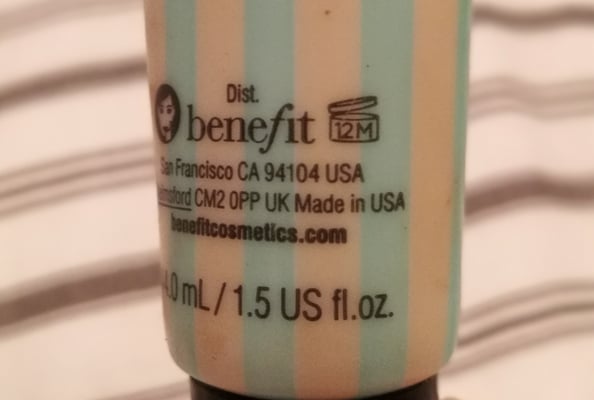 Dist.
benefit 12M
San Francisco CA 94104 USA
CM2 0PP UK Made in USA
benefitcosmetics.com
4.0 mL / 1.5 US fl.oz.